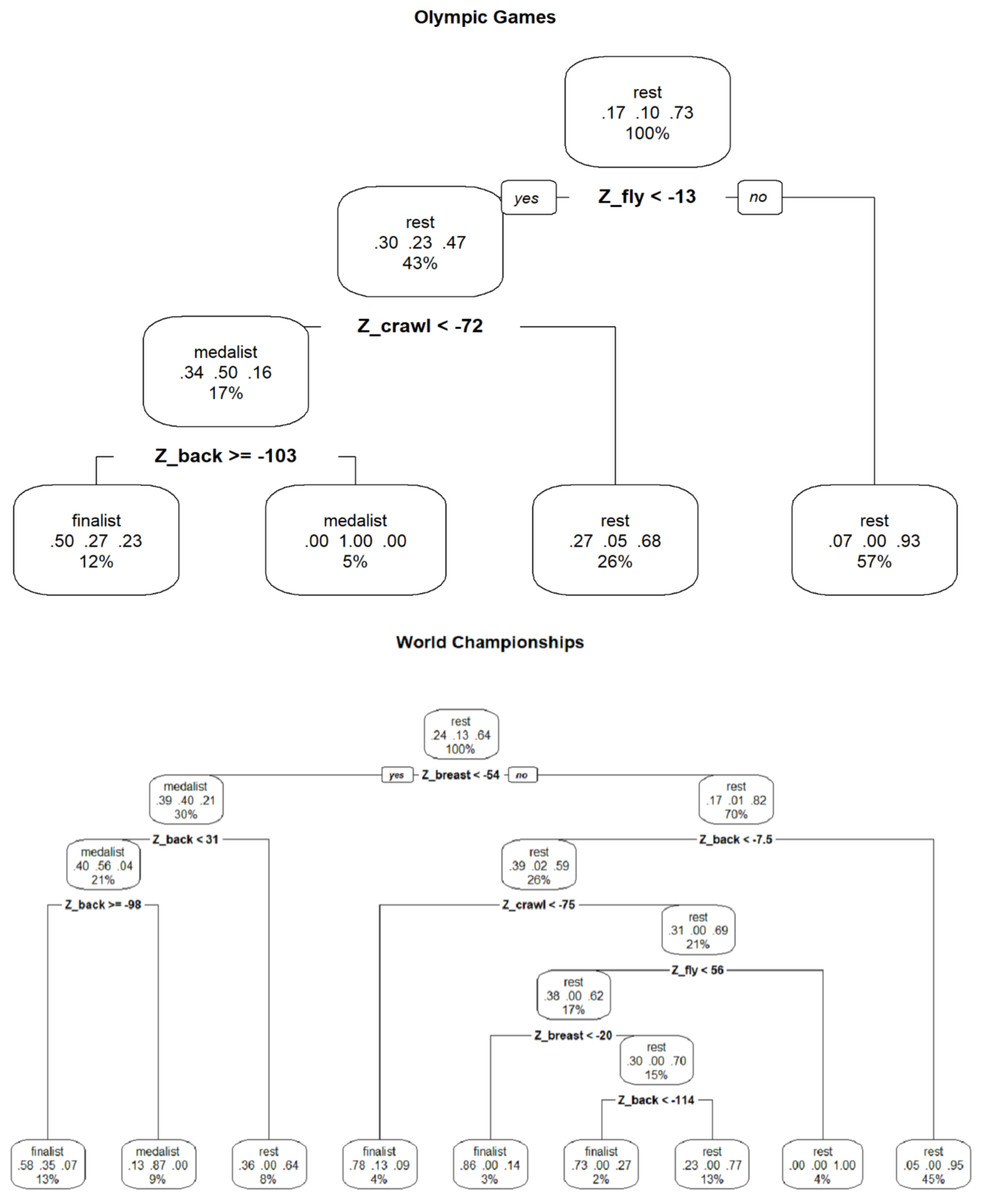 Olympic Games
rest
.17 .10 .73
100%
yes
Z_fly < -13
no
rest
.30 .23 .47
43%
Z_crawl < -72
medalist
.34 .50 .16
17%
Z_back >= -103
finalist
.50 .27 .23
12%
medalist
.00 1.00 .00
5%
rest
.27 .05 .68
26%
rest
.07 .00 .93
57%
World Championships
rest
.24 .13 .64
100%
yes
Z_breast < -54
no
medalist
.39 .40 .21
30%
rest
.17 .01 .82
70%
Z_back < 31
Z_back < -7.5
medalist
.40 .56 .04
21%
rest
.39 .02 .59
26%
Z_back >= -98
Z_crawl < -75
rest
.31 .00 .69
21%
Z_fly < 56
rest
.38 .00 .62
17%
Z_breast < -20
rest
.30 .00 .70
15%
Z_back < -114
finalist
.58 .35 .07
13%
medalist
.13 .87 .00
9%
rest
.36 .00 .64
8%
finalist
.78 .13 .09
4%
finalist
.86 .00 .14
3%
finalist
.73 .00 .27
2%
rest
.23 .00 .77
13%
rest
.00 .00 1.00
4%
rest
.05 .00 .95
45%